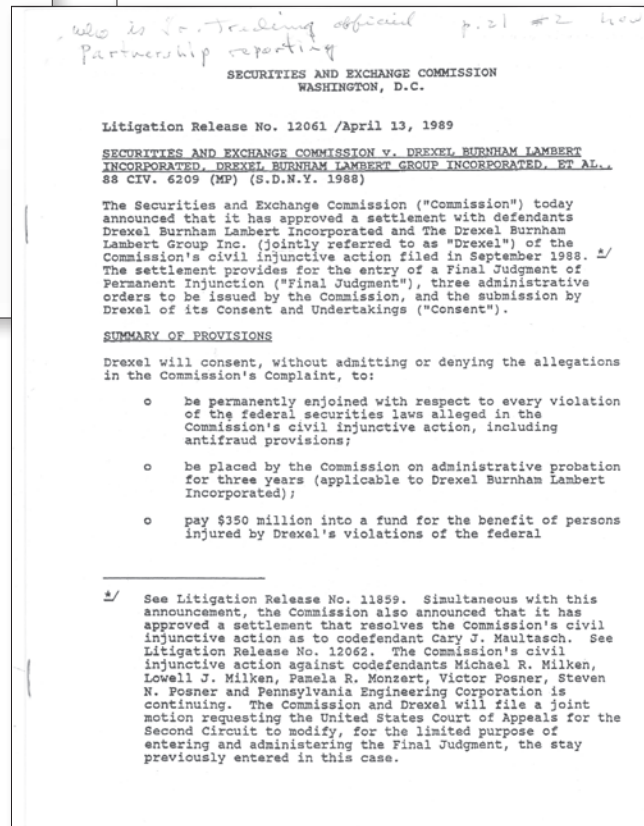 who is Sr. Trading official p.21 #2
Partnership reporting
SECURITIES AND EXCHANGE COMMISSION
WASHINGTON, D.C.
Litigation Release No. 12061 /April 13, 1989
SECURITIES AND EXCHANGE COMMISSION v. DREXEL BURNHAM LAMBERT
INCORPORATED, DREXEL BURNHAM LAMBERT GROUP INCORPORATED, ET AL.,
88 CIV. 6209 (MP) (S.D.N.Y. 1988)
The Securities and Exchange Commission ("Commission") today
announced that it has approved a settlement with defendants
Drexel Burnham Lambert Incorporated and The Drexel Burnham
Lambert Group Inc. (jointly referred to as "Drexel") of the
Commission's civil injunctive action filed in September 1988. */
The settlement provides for the entry of a Final Judgment of
Permanent Injunction ("Final Judgment"), three administrative
orders to be issued by the Commission, and the submission by
Drexel of its Consent and Undertakings ("Consent").
SUMMARY OF PROVISIONS
Drexel will consent, without admitting or denying the allegations
in the Commission's Complaint, to:
o be permanently enjoined with respect to every violation
of the federal securities laws alleged in the
Commission's civil injunctive action, including
antifraud provisions;
o be placed by the Commission on administrative probation
for three years (applicable to Drexel Burnham Lambert
Incorporated);
o pay $350 million into a fund for the benefit of persons
injured by Drexel's violations of the federal
*/ See Litigation Release No. 11859. Simultaneous with this
announcement, the Commission also announced that it has
approved a settlement that resolves the Commission's civil
injunctive action as to codefendant Cary J. Maultasch. See
Litigation Release No. 12062. The Commission's civil
injunctive action against codefendants Michael R. Milken,
Lowell J. Milken, Pamela R. Monzert, Victor Posner, Steven
N. Posner and Pennsylvania Engineering Corporation is
continuing. The Commission and Drexel will file a joint
motion requesting the United States Court of Appeals for the
Second Circuit to modify, for the limited purpose of
entering and administering the Final Judgment, the stay
previously entered in this case.